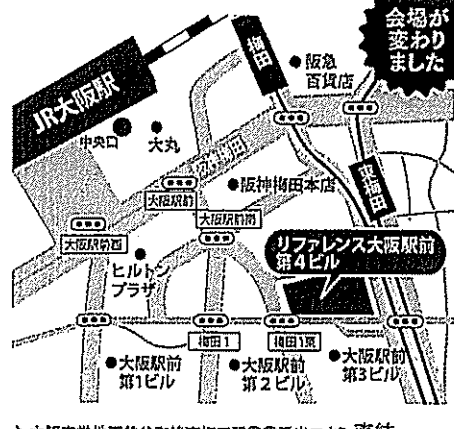 会場が
変わり
ました
JR大阪駅
梅田
阪急
百貨店
中央口
大丸
東梅田
阪神梅田本店
大阪駅前
大阪駅前南
大阪駅前西
リファレンス大阪駅前
第4ビル
ヒルトン
プラザ
梅田1
梅田1東
大阪駅前
第1ビル
大阪駅前
第2ビル
大阪駅前
第3ビル
直結